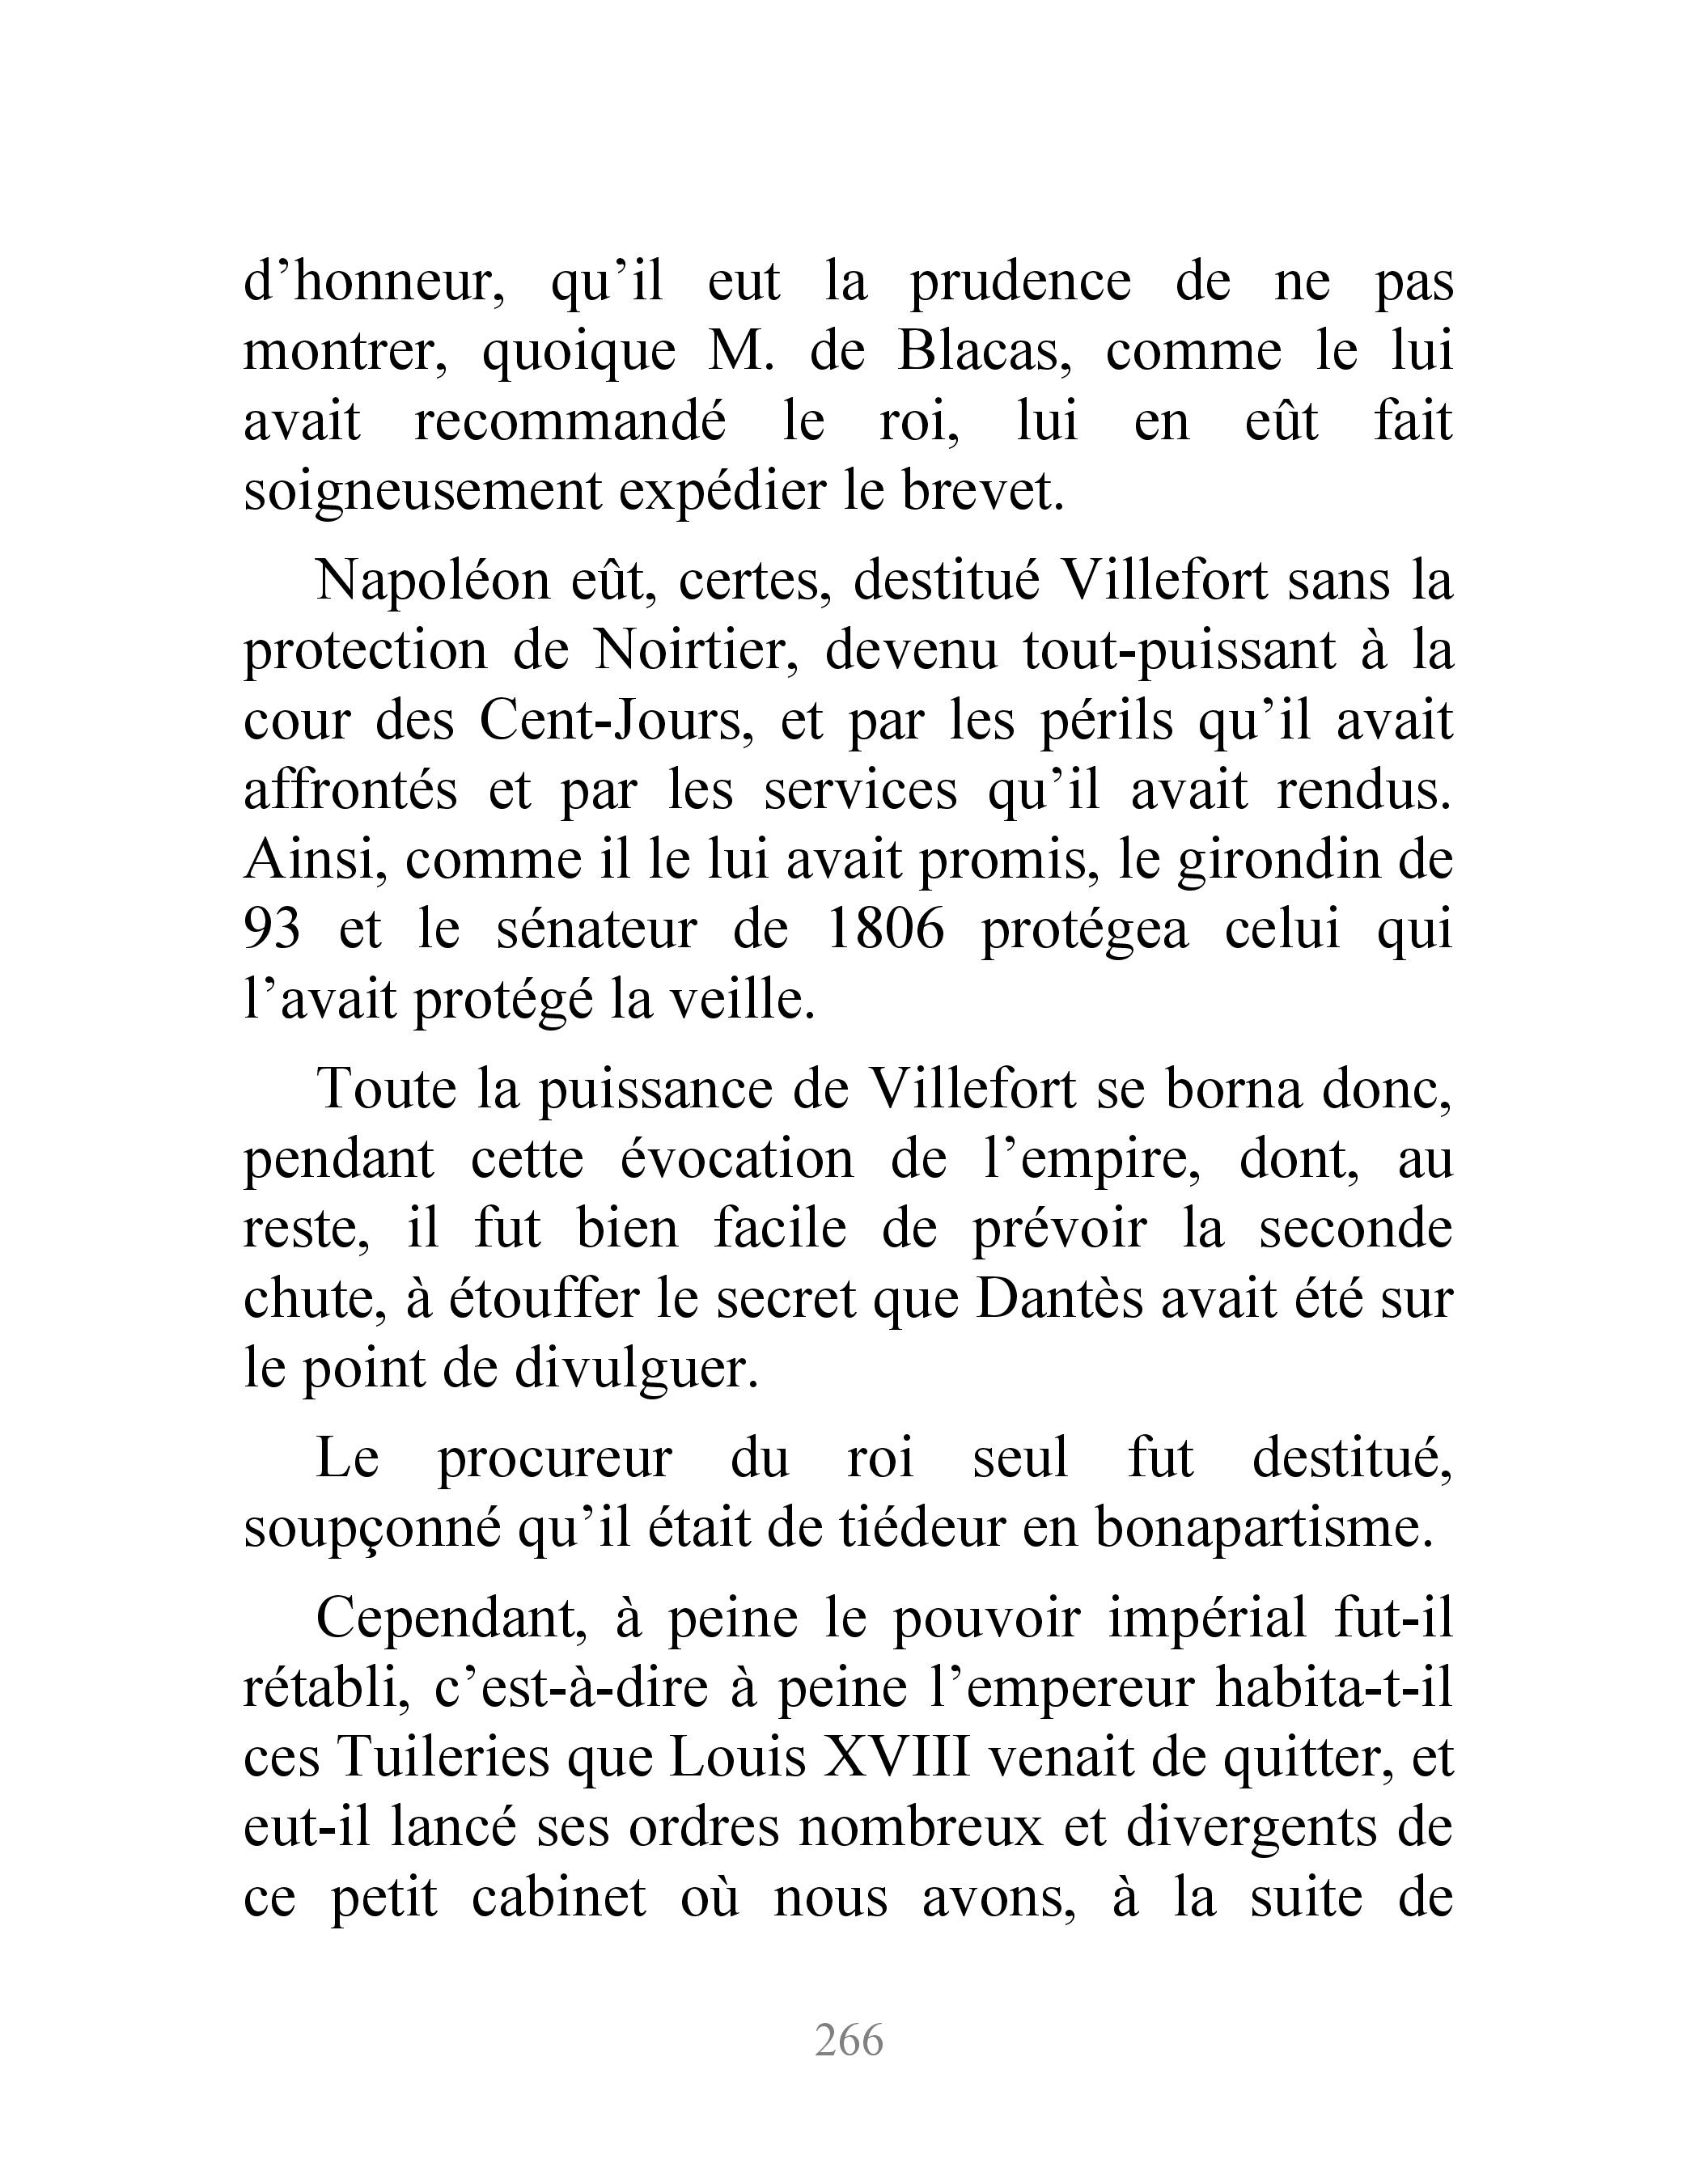 d’honneur, qu’il eut la prudence de ne pas
montrer, quoique M. de Blacas, comme le lui
avait recommandé le roi, lui en eût fait
soigneusement expédier le brevet.
Napoléon eût, certes, destitué Villefort sans la
protection de Noirtier, devenu tout-puissant à la
cour des Cent-Jours, et par les périls qu’il avait
affrontés et par les services qu’il avait rendus.
Ainsi, comme il le lui avait promis, le girondin de
93 et le sénateur de 1806 protégea celui qui
l’avait protégé la veille.
Toute la puissance de Villefort se borna donc,
pendant cette évocation de l’empire, dont, au
reste, il fut bien facile de prévoir la seconde
chute, à étouffer le secret que Dantès avait été sur
le point de divulguer.
Le procureur du roi seul fut destitué,
soupçonné qu’il était de tiédeur en bonapartisme.
Cependant, à peine le pouvoir impérial fut-il
rétabli, c’est-à-dire à peine l’empereur habita-t-il
ces Tuileries que Louis XVIII venait de quitter, et
eut-il lancé ses ordres nombreux et divergents de
ce petit cabinet où nous avons, à la suite de
266